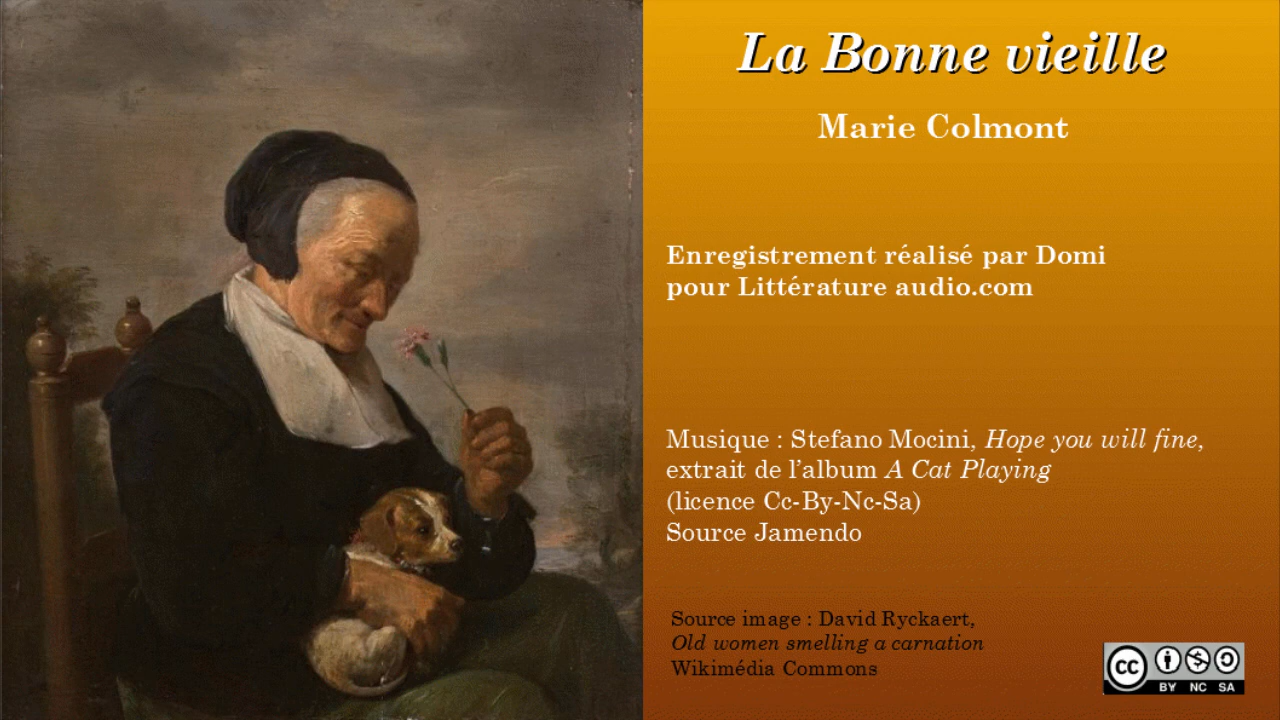 La Bonne vieille
Marie Colmont
Enregistrement réalisé par Domi
pour Littérature audio.com
Musique : Stefano Mocini, Hope you will fine,
extrait de l’album A Cat Playing
(licence Cc-By-Nc-Sa)
Source Jamendo
Source image : David Ryckaert,
Old women smelling a carnation
Wikimédia Commons
cc
BY NC SA